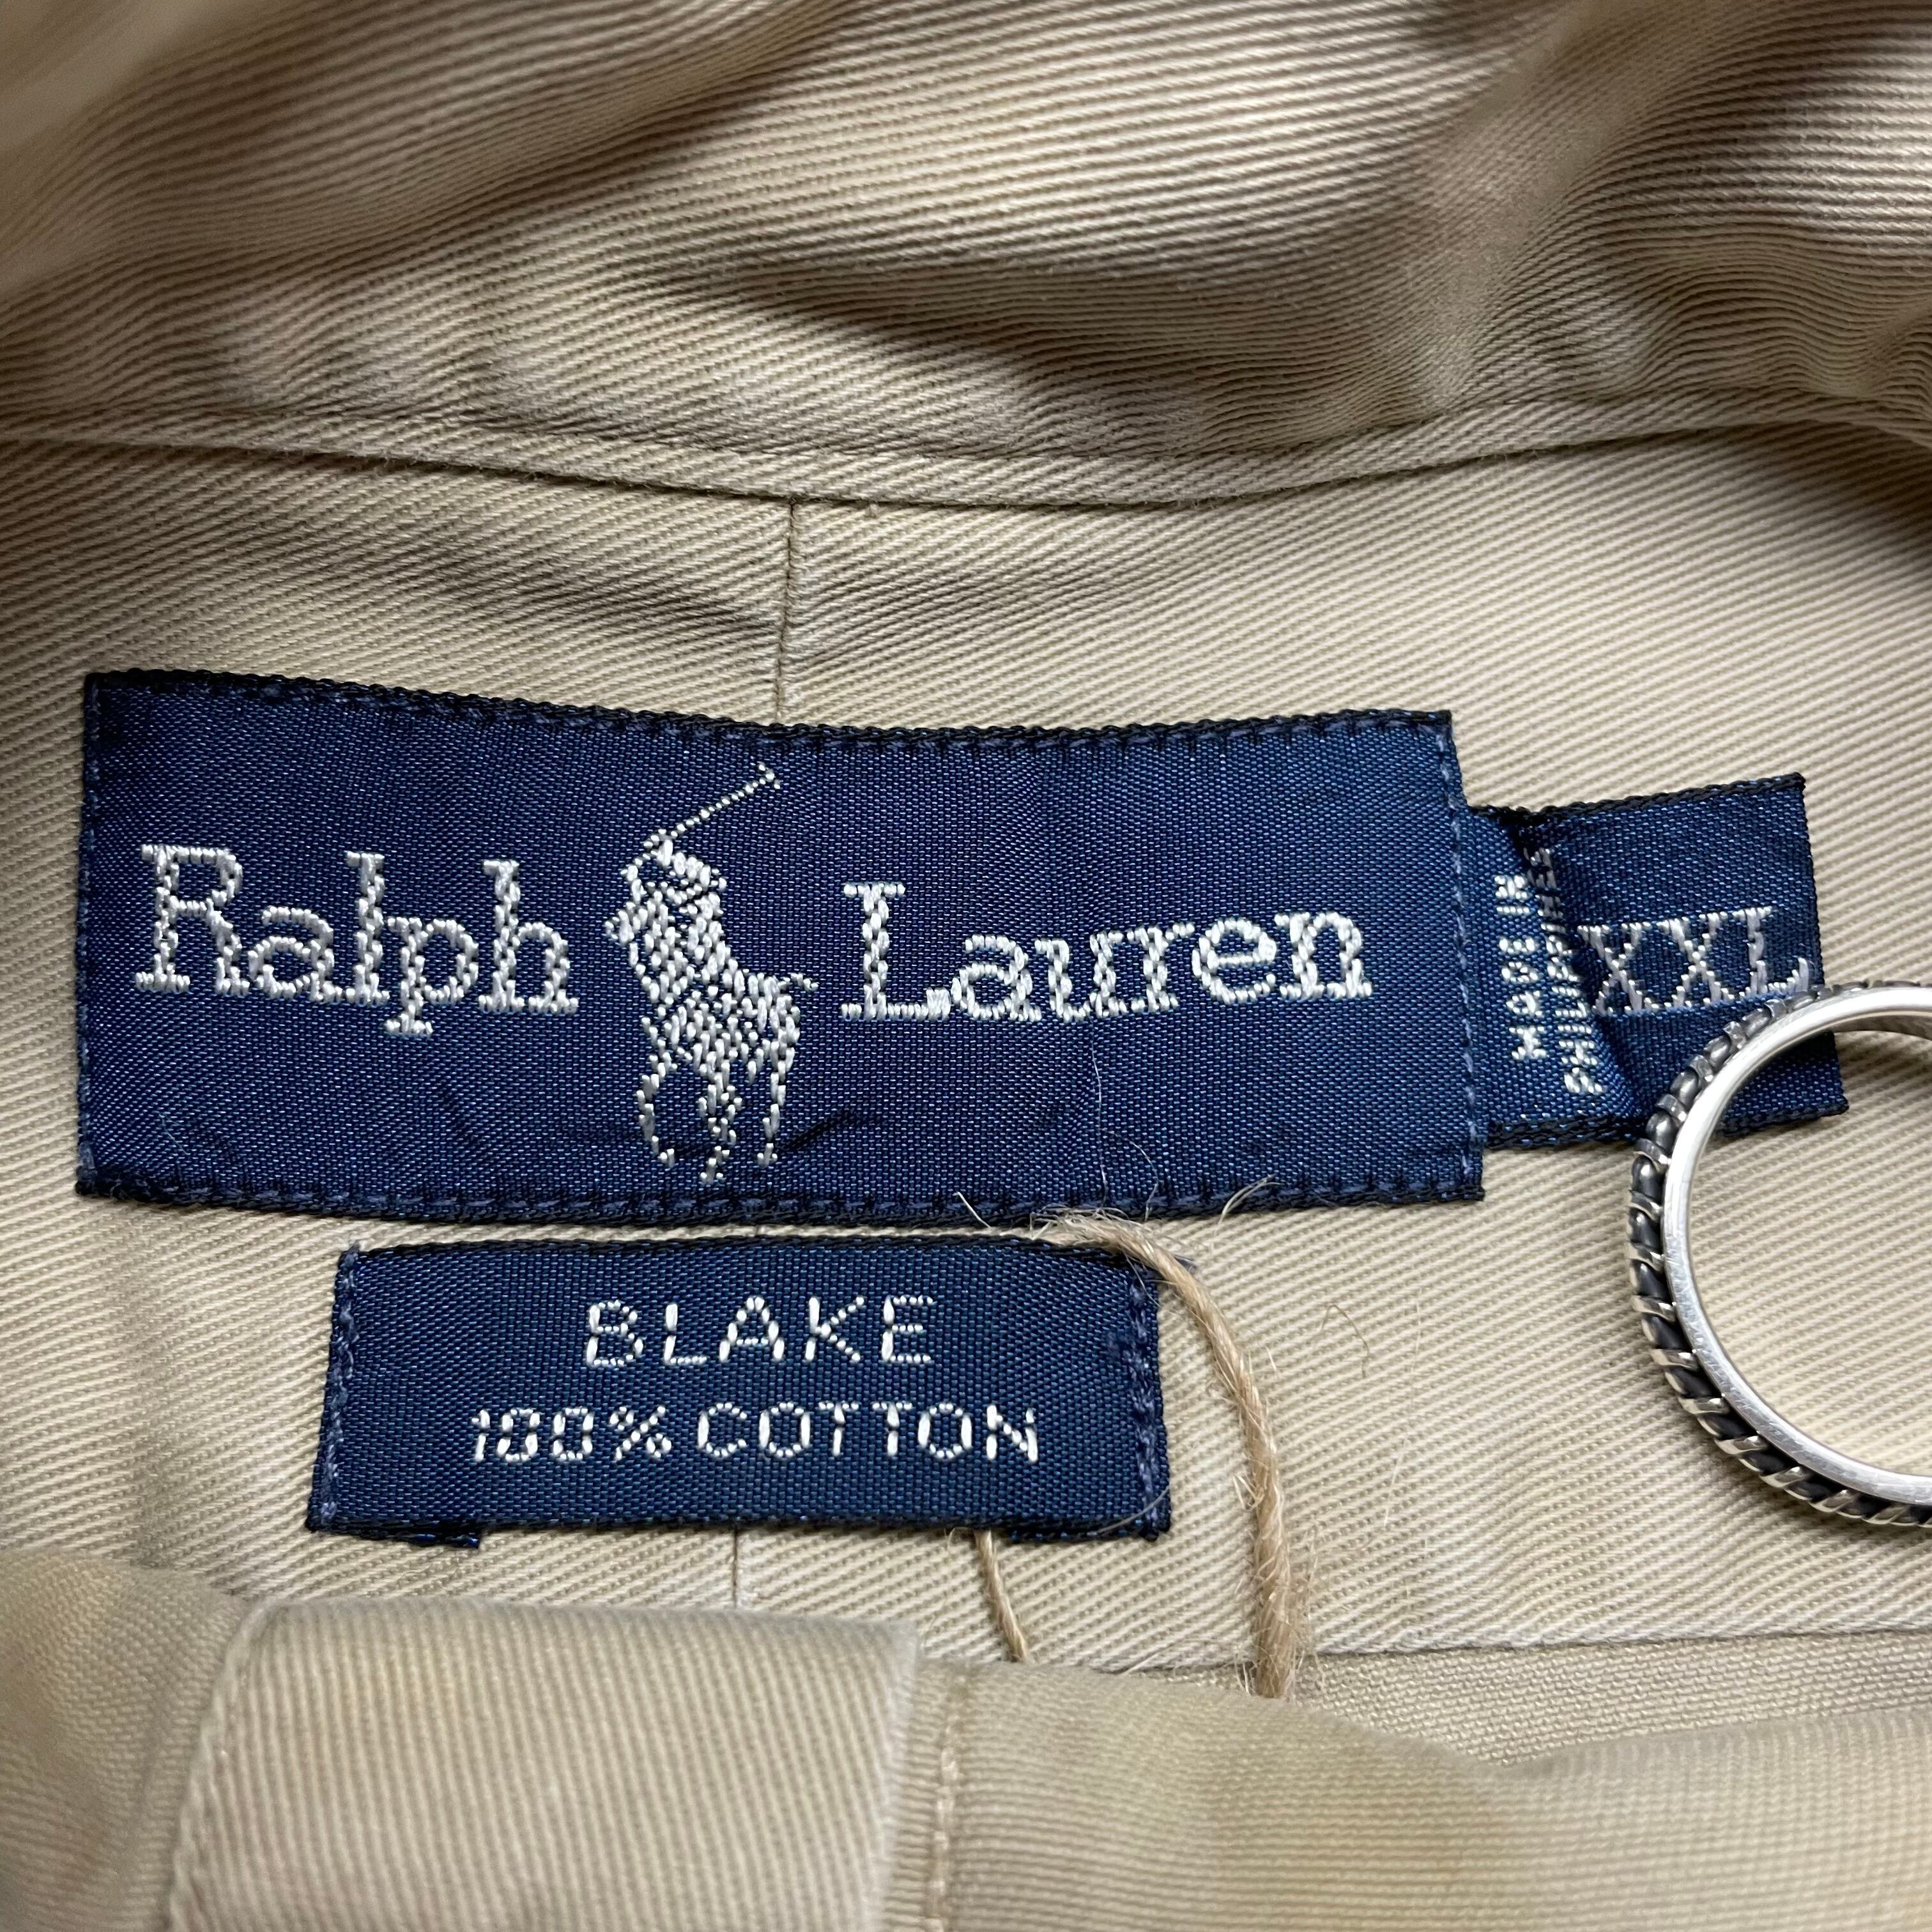 Ralph Lauren
MADE IN
PHILIPPINES
XXL
BLAKE
100% COTTON